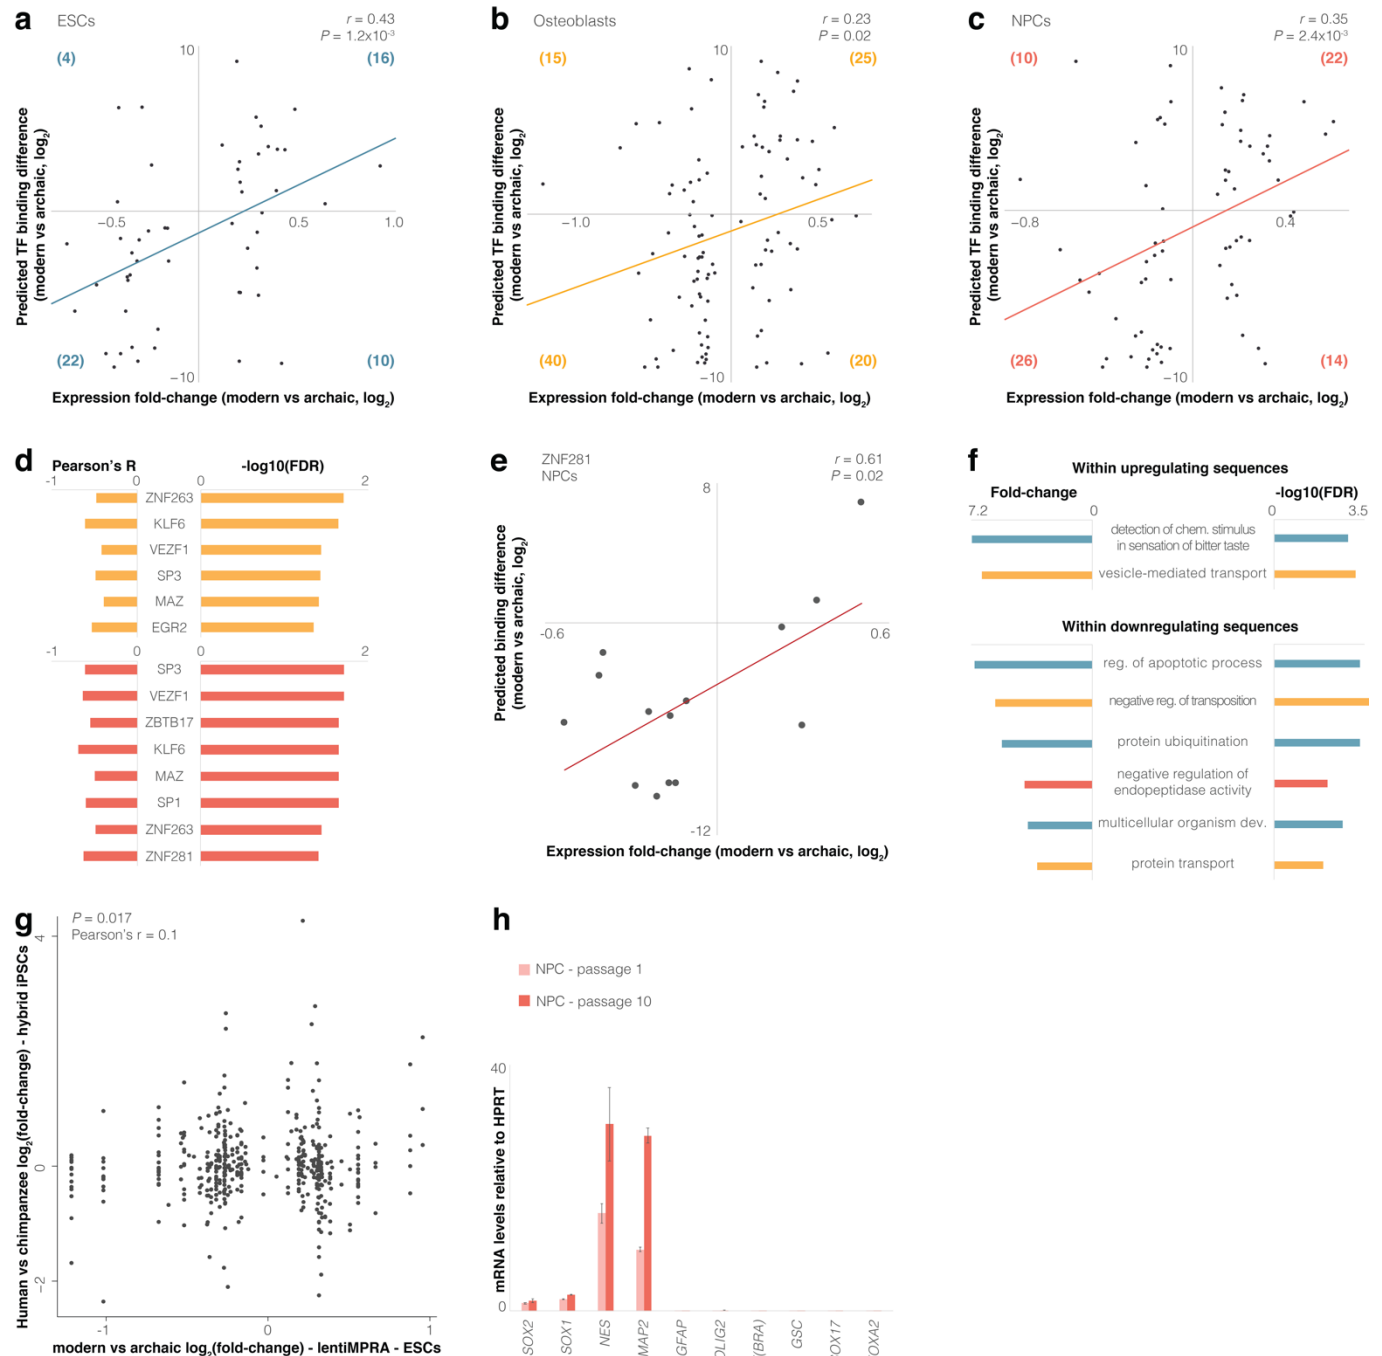 a
ESCs
r = 0.43
P = 1.2x10-3
(4)
10
(16)
Predicted TF binding difference
(modern vs archaic, log2)
−0.5
0.5
1.0
(22)
(10)
−10
Expression fold-change (modern vs archaic, log2)
b
Osteoblasts
r = 0.23
P = 0.02
(15)
10
(25)
Predicted TF binding difference
(modern vs archaic, log2)
−1.0
0.5
(40)
(20)
−10
Expression fold-change (modern vs archaic, log2)
c
NPCs
r = 0.35
P = 2.4x10-3
(10)
10
(22)
Predicted TF binding difference
(modern vs archaic, log2)
−0.8
0.4
(26)
(14)
−10
Expression fold-change (modern vs archaic, log2)
d
Pearson's R
-log10(FDR)
-1 0 0 2
ZNF263
KLF6
VEZF1
SP3
MAZ
EGR2
-1 0 0 2
SP3
VEZF1
ZBTB17
KLF6
MAZ
SP1
ZNF263
ZNF281
e
ZNF281
NPCs
r = 0.61
P = 0.02
8
Predicted binding difference
(modern vs archaic, log2)
-0.6
0.6
-12
Expression fold-change (modern vs archaic, log2)
f
Within upregulating sequences
Fold-change
-log10(FDR)
7.2 0 0 3.5
detection of chem. stimulus
in sensation of bitter taste
vesicle-mediated transport
Within downregulating sequences
reg. of apoptotic process
negative reg. of transposition
protein ubiquitination
negative regulation of
endopeptidase activity
multicellular organism dev.
protein transport
g
P = 0.017
Pearson's r = 0.1
Human vs chimpanzee log2(fold-change) - hybrid iPSCs
4
0
−2
-1 0 1
modern vs archaic log2(fold-change) - lentiMPRA - ESCs
h
NPC - passage 1
NPC - passage 10
mRNA levels relative to HPRT
40
0
SOX2
SOX1
NES
MAP2
GFAP
OLIG2
(BRA)
GSC
OX17
OXA2